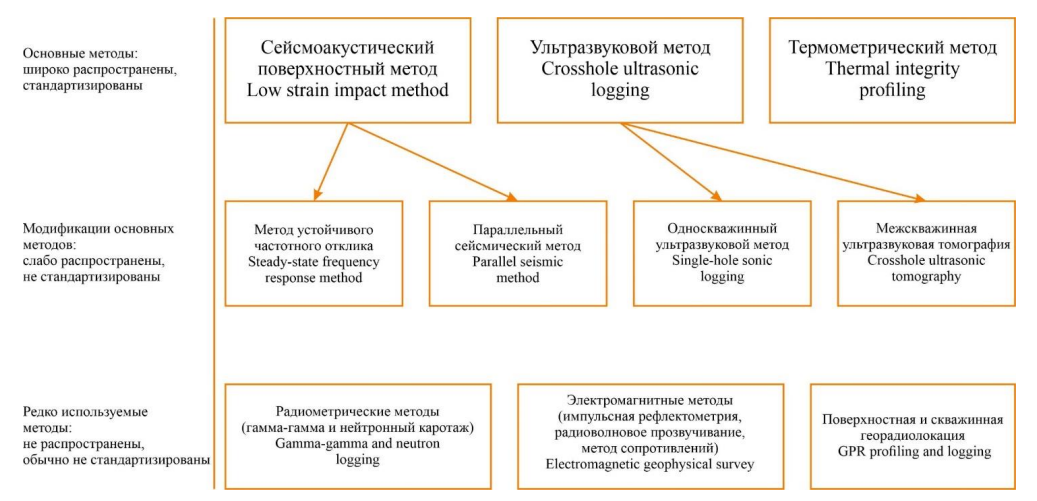 Основные методы:
широко распространены,
стандартизированы
Сейсмоакустический
поверхностный метод
Low strain impact method
Ультразвуковой метод
Crosshole ultrasonic
logging
Термометрический метод
Thermal integrity
profiling
Модификации основных
методов:
слабо распространены,
не стандартизированы
Метод устойчивого
частотного отклика
Steady-state frequency
response method
Параллельный
сейсмический метод
Parallel seismic
method
Односкважинный
ультразвуковой метод
Single-hole sonic
logging
Межскважинная
ультразвуковая томография
Crosshole ultrasonic
tomography
Редко используемые
методы:
не распространены,
обычно не стандартизированы
Радиометрические методы
(гамма-гамма и нейтронный каротаж)
Gamma-gamma and neutron
logging
Электромагнитные методы
(импульсная рефлектометрия,
радиоволновое прозвучивание,
метод сопротивлений)
Electromagnetic geophysical survey
Поверхностная и скважинная
георадиолокация
GPR profiling and logging